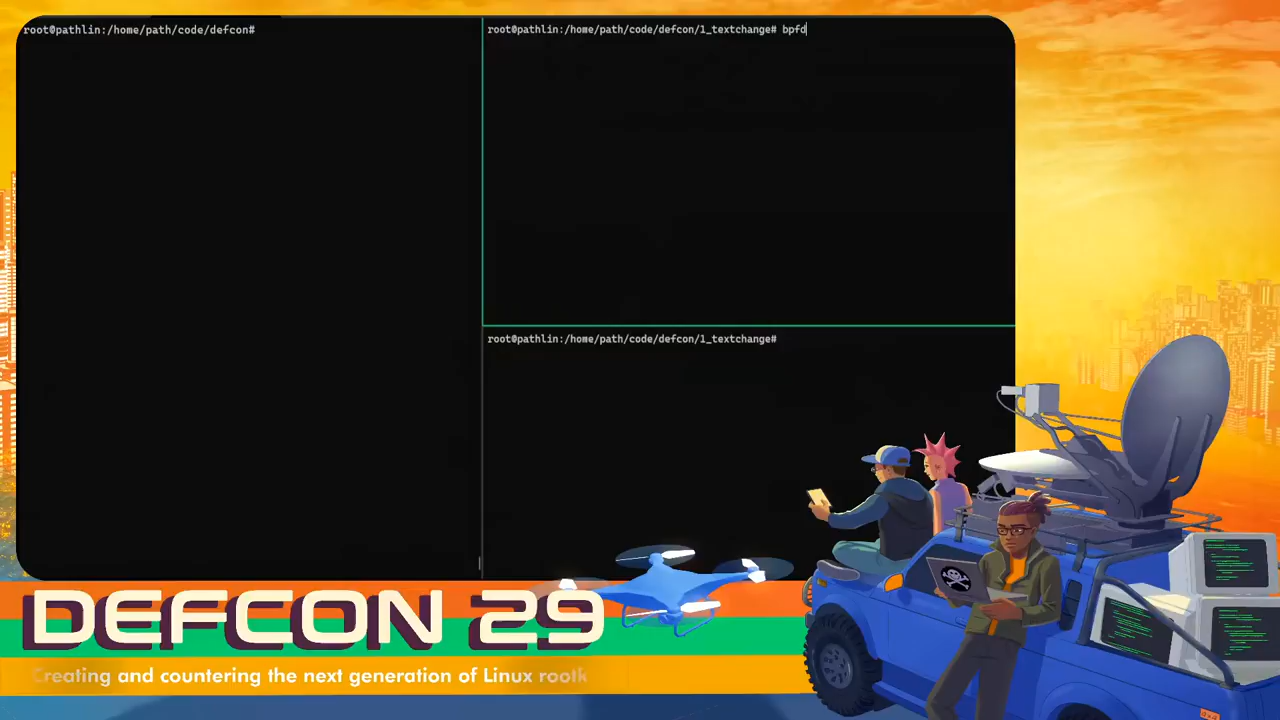 root@pathlin:/home/path/code/defcon#
root@pathlin:/home/path/code/defcon/1_textchange# bpfd
root@pathlin:/home/path/code/defcon/1_textchange#
DEFCON 29
Creating and countering the next generation of Linux rootk